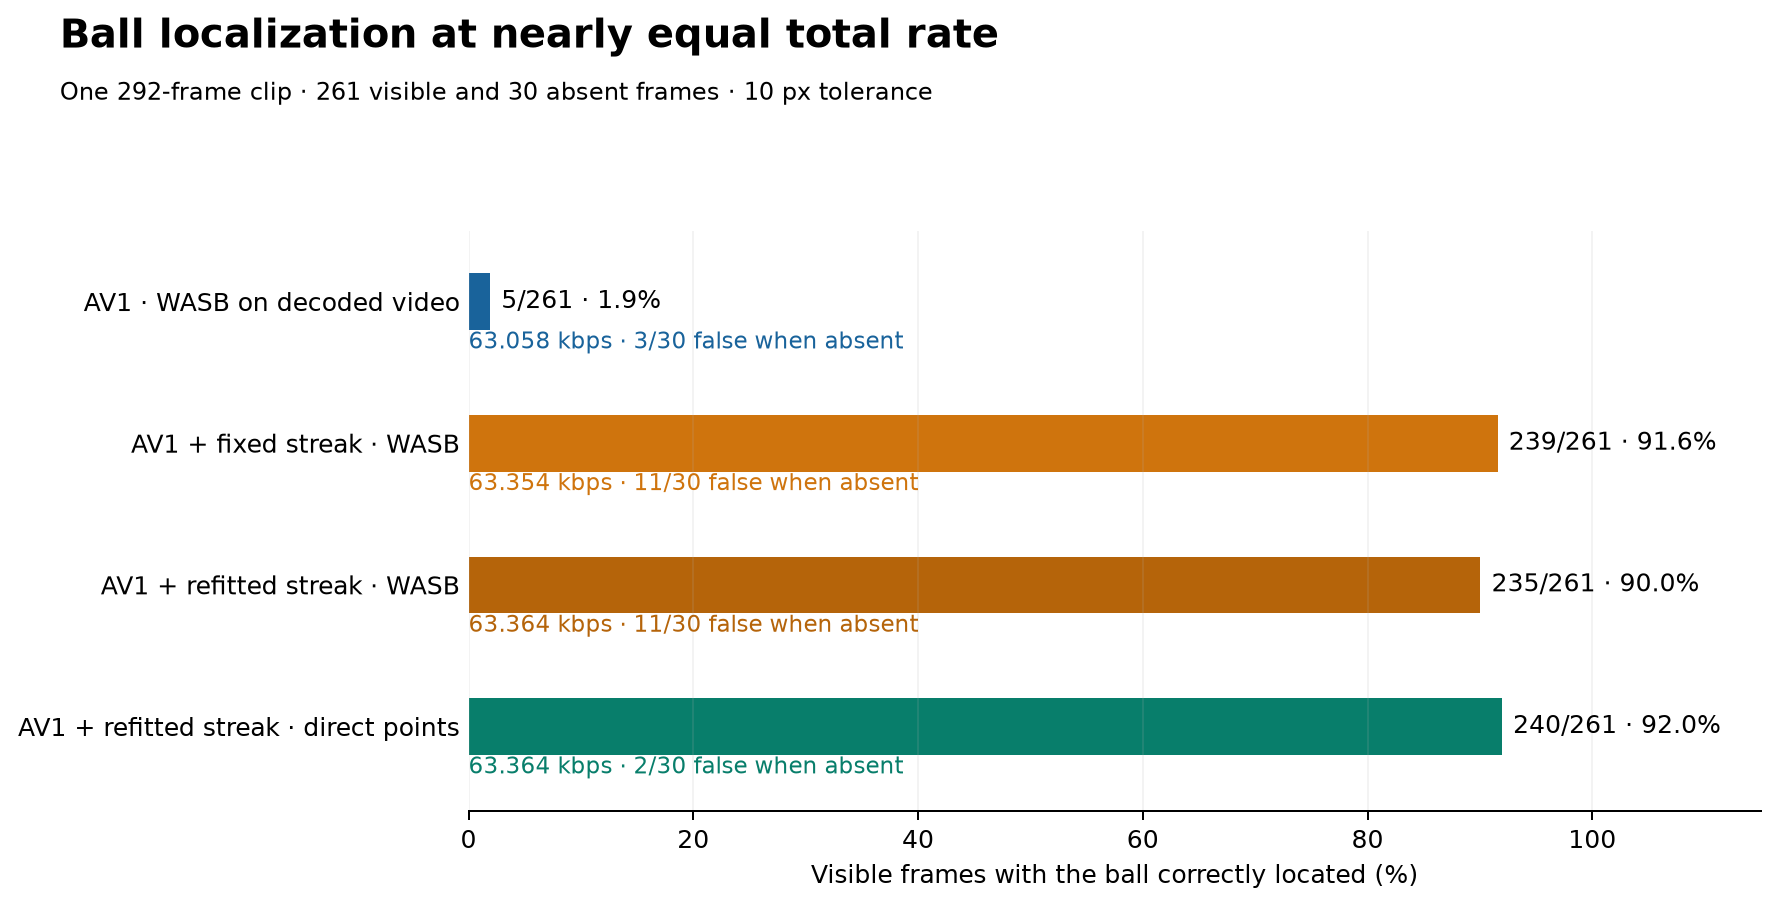 Ball localization at nearly equal total rate
One 292-frame clip · 261 visible and 30 absent frames · 10 px tolerance
AV1 · WASB on decoded video
5/261 · 1.9%
63.058 kbps · 3/30 false when absent
AV1 + fixed streak · WASB
239/261 · 91.6%
63.354 kbps · 11/30 false when absent
AV1 + refitted streak · WASB
235/261 · 90.0%
63.364 kbps · 11/30 false when absent
AV1 + refitted streak · direct points
240/261 · 92.0%
63.364 kbps · 2/30 false when absent
0 20 40 60 80 100
Visible frames with the ball correctly located (%)